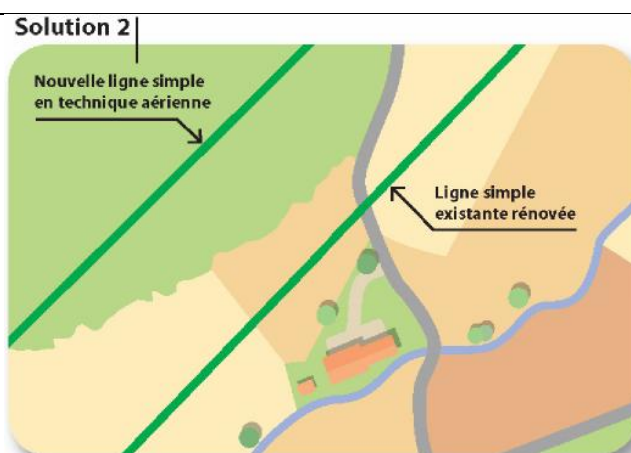 Solution 2
Nouvelle ligne simple
en technique aérienne
Ligne simple
existante rénovée